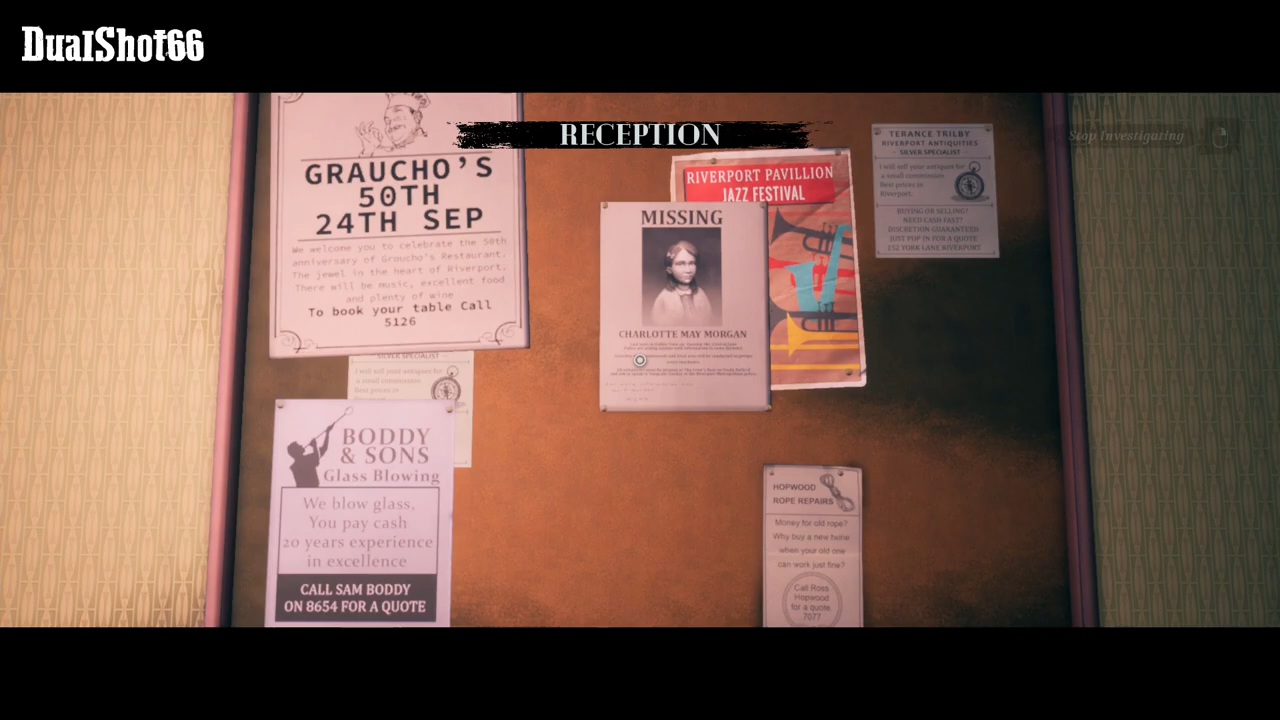 DualShot66
RECEPTION
Stop Investigating
GRAUCHO'S
50TH
24TH SEP
We welcome you to celebrate the 50th
anniversary of Groucho's Restaurant.
The jewel in the heart of Riverport.
There will be music, excellent food
and plenty of wine
To book your table Call
5126
SILVER SPECIALIST
I will sell your antiques for
a small commission
Best prices in
BODDY
& SONS
Glass Blowing
We blow glass,
You pay cash
20 years experience
in excellence
CALL SAM BODDY
ON 8654 FOR A QUOTE
RIVERPORT PAVILLION
JAZZ FESTIVAL
MISSING
CHARLOTTE MAY MORGAN
TERANCE TRILBY
RIVERPORT ANTIQUITIES
- SILVER SPECIALIST -
I will sell your antiques for
a small commission
Best prices in
Riverport.
BUYING OR SELLING?
NEED CASH FAST?
DISCRETION GUARANTEED
JUST POP IN FOR A QUOTE
152 YORK LANE RIVERPORT
HOPWOOD
ROPE REPAIRS
Money for old rope?
Why buy a new twine
when your old one
can work just fine?
Call Ross
Hopwood
for a quote
7077